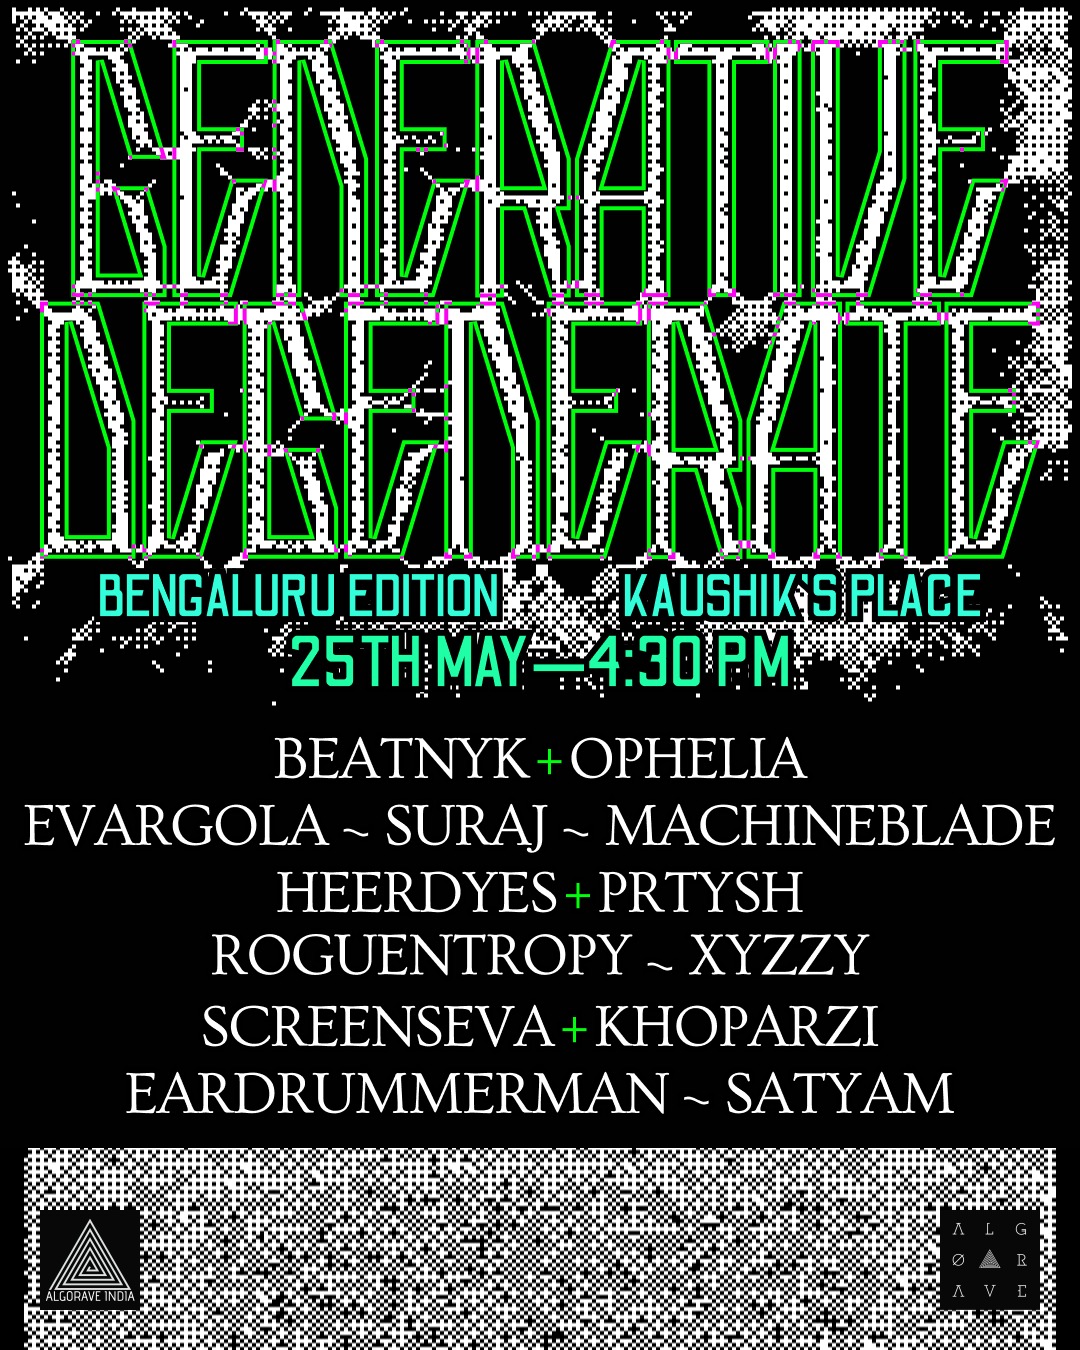 GENERATIVE
DEGENERATE
BENGALURU EDITION KAUSHIK'S PLACE
25TH MAY—4:30 PM
BEATNYK + OPHELIA
EVARGOLA ~ SURAJ ~ MACHINEBLADE
HEERDYES + PRTYSH
ROGUENTROPY ~ XYZZY
SCREENSEVA + KHOPARZI
EARDRUMMERMAN ~ SATYAM
ALGORAVE INDIA
Λ L G
Ø R
Λ V E